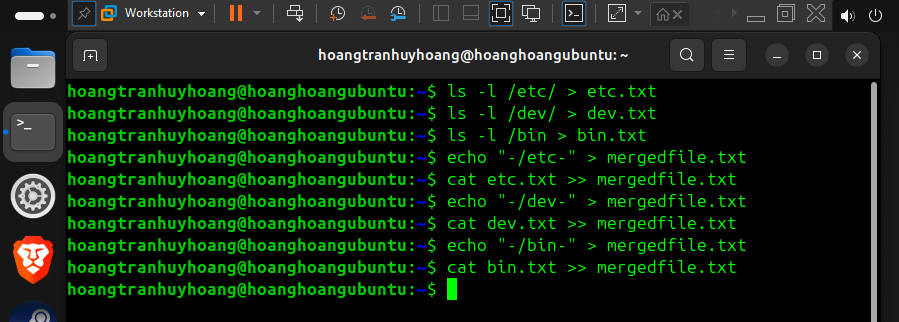 Workstation
hoangtranhuyhoang@hoanghoangubuntu: ~
hoangtranhuyhoang@hoanghoangubuntu:~$ ls -l /etc/ > etc.txt
hoangtranhuyhoang@hoanghoangubuntu:~$ ls -l /dev/ > dev.txt
hoangtranhuyhoang@hoanghoangubuntu:~$ ls -l /bin > bin.txt
hoangtranhuyhoang@hoanghoangubuntu:~$ echo "-/etc-" > mergedfile.txt
hoangtranhuyhoang@hoanghoangubuntu:~$ cat etc.txt >> mergedfile.txt
hoangtranhuyhoang@hoanghoangubuntu:~$ echo "-/dev-" > mergedfile.txt
hoangtranhuyhoang@hoanghoangubuntu:~$ cat dev.txt >> mergedfile.txt
hoangtranhuyhoang@hoanghoangubuntu:~$ echo "-/bin-" > mergedfile.txt
hoangtranhuyhoang@hoanghoangubuntu:~$ cat bin.txt >> mergedfile.txt
hoangtranhuyhoang@hoanghoangubuntu:~$